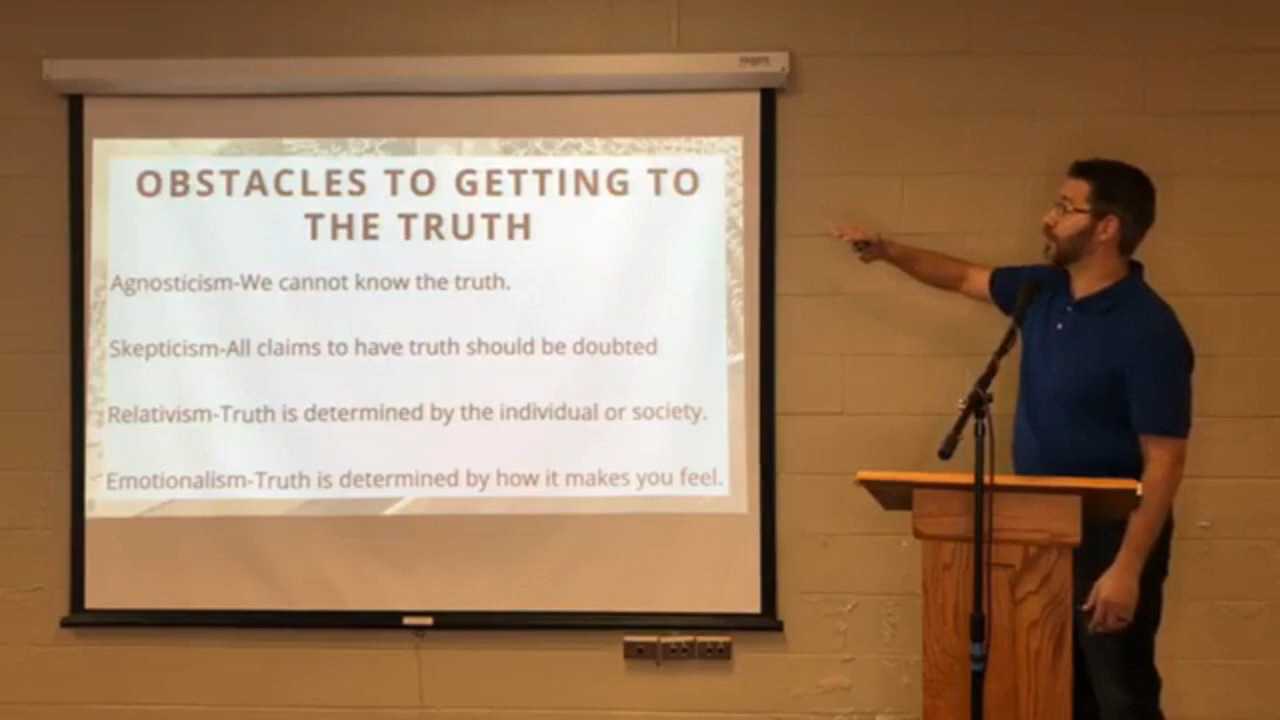 OBSTACLES TO GETTING TO
THE TRUTH
Agnosticism-We cannot know the truth.
Skepticism-All claims to have truth should be doubted
Relativism-Truth is determined by the individual or society.
Emotionalism-Truth is determined by how it makes you feel.